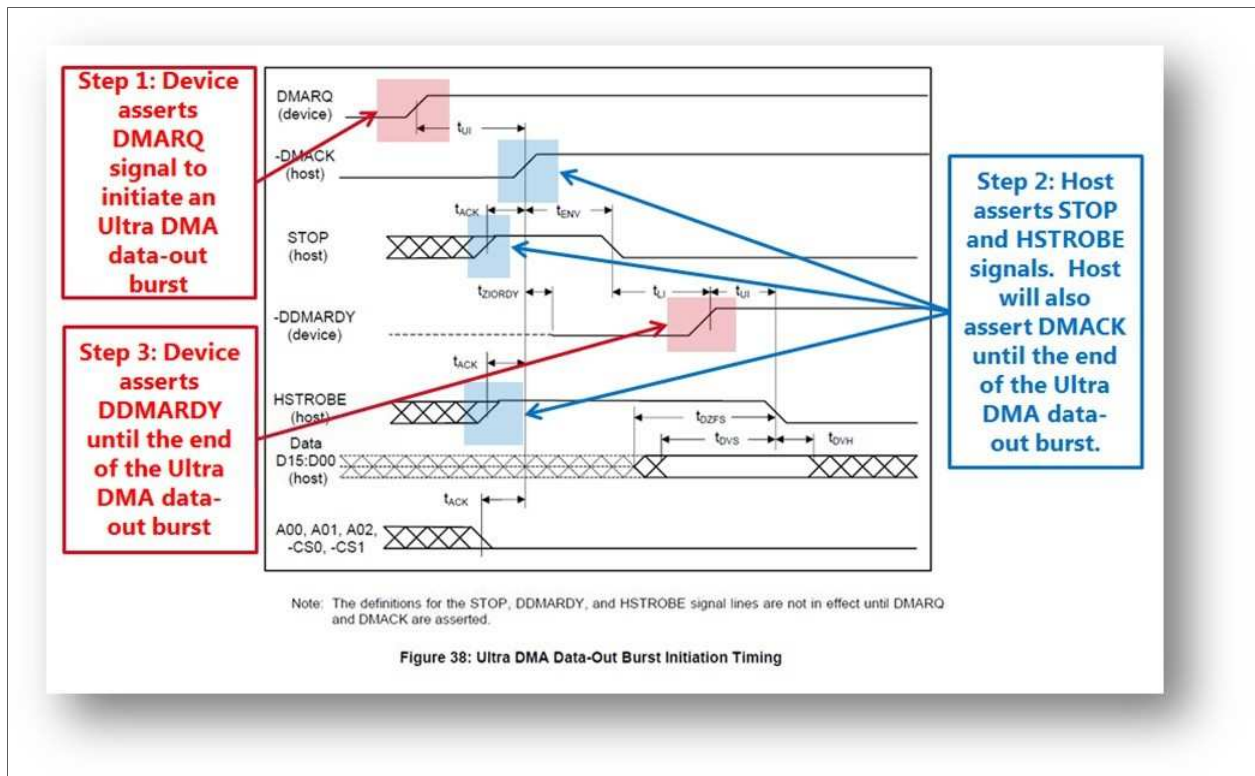 Step 1: Device
asserts
DMARQ
signal to
initiate an
Ultra DMA
data-out
burst
Step 3: Device
asserts
DDMARDY
until the end
of the Ultra
DMA data-
out burst
DMARQ
(device)
tUI
-DMACK
(host)
tACK tENV
STOP
(host)
tZIORDY tLI tUI
-DDMARDY
(device)
tACK
HSTROBE
(host)
tDZFS
Data
D15:D00
(host)
tDVS tDVH
tACK
A00, A01, A02,
-CS0, -CS1
Step 2: Host
asserts STOP
and HSTROBE
signals. Host
will also
assert DMACK
until the end
of the Ultra
DMA data-
out burst.
Note: The definitions for the STOP, DDMARDY, and HSTROBE signal lines are not in effect until DMARQ
and DMACK are asserted.
Figure 38: Ultra DMA Data-Out Burst Initiation Timing